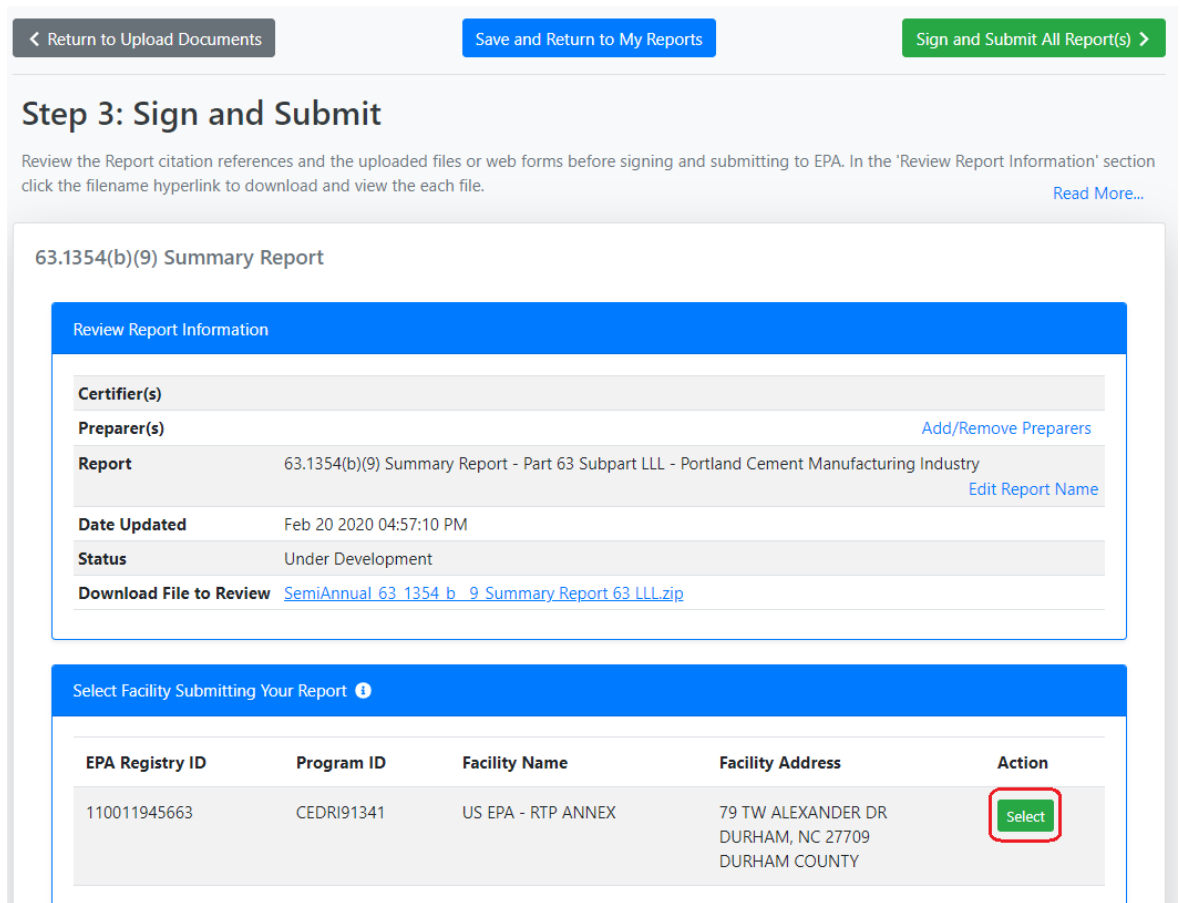 Return to Upload Documents
Save and Return to My Reports
Sign and Submit All Report(s)
Step 3: Sign and Submit
Review the Report citation references and the uploaded files or web forms before signing and submitting to EPA. In the 'Review Report Information' section
click the filename hyperlink to download and view the each file.
Read More...
63.1354(b)(9) Summary Report
Review Report Information
Certifier(s)
Preparer(s) Add/Remove Preparers
Report 63.1354(b)(9) Summary Report - Part 63 Subpart LLL - Portland Cement Manufacturing Industry
Edit Report Name
Date Updated Feb 20 2020 04:57:10 PM
Status Under Development
Download File to Review SemiAnnual_63_1354_b__9_Summary Report 63 LLL.zip
Select Facility Submitting Your Report
EPA Registry ID Program ID Facility Name Facility Address Action
110011945663 CEDRI91341 US EPA - RTP ANNEX 79 TW ALEXANDER DR Select
DURHAM, NC 27709
DURHAM COUNTY